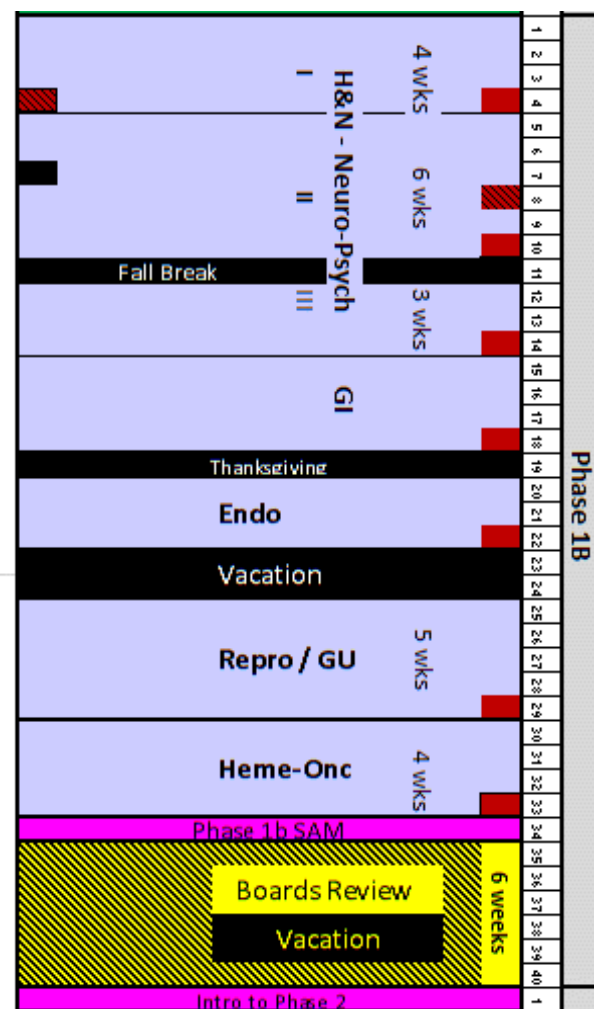 Phase 1B
1
2
3
4
5
6
7
8
9
10
11
12
13
14
15
16
17
18
19
20
21
22
23
24
25
26
27
28
29
30
31
32
33
34
35
36
37
38
39
40
1
H&N - Neuro-Psych
I
4 wks
II
6 wks
Fall Break
III
3 wks
GI
Thanksgiving
Endo
Vacation
Repro / GU
5 wks
Heme-Onc
4 wks
Phase 1b SAM
Boards Review
Vacation
6 weeks
Intro to Phase 2